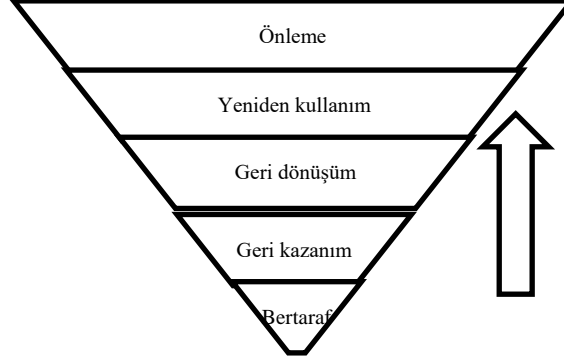 Önleme
Yeniden kullanım
Geri dönüşüm
Geri kazanım
Bertaraf